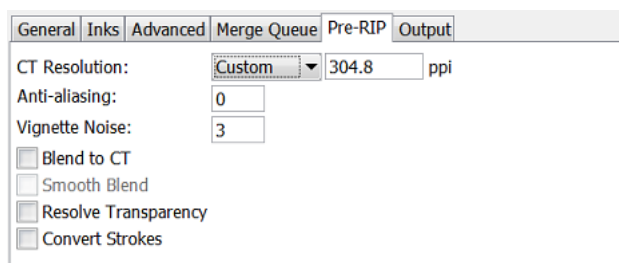 General Inks Advanced Merge Queue Pre-RIP Output
CT Resolution: Custom 304.8 ppi
Anti-aliasing: 0
Vignette Noise: 3
Blend to CT
Smooth Blend
Resolve Transparency
Convert Strokes